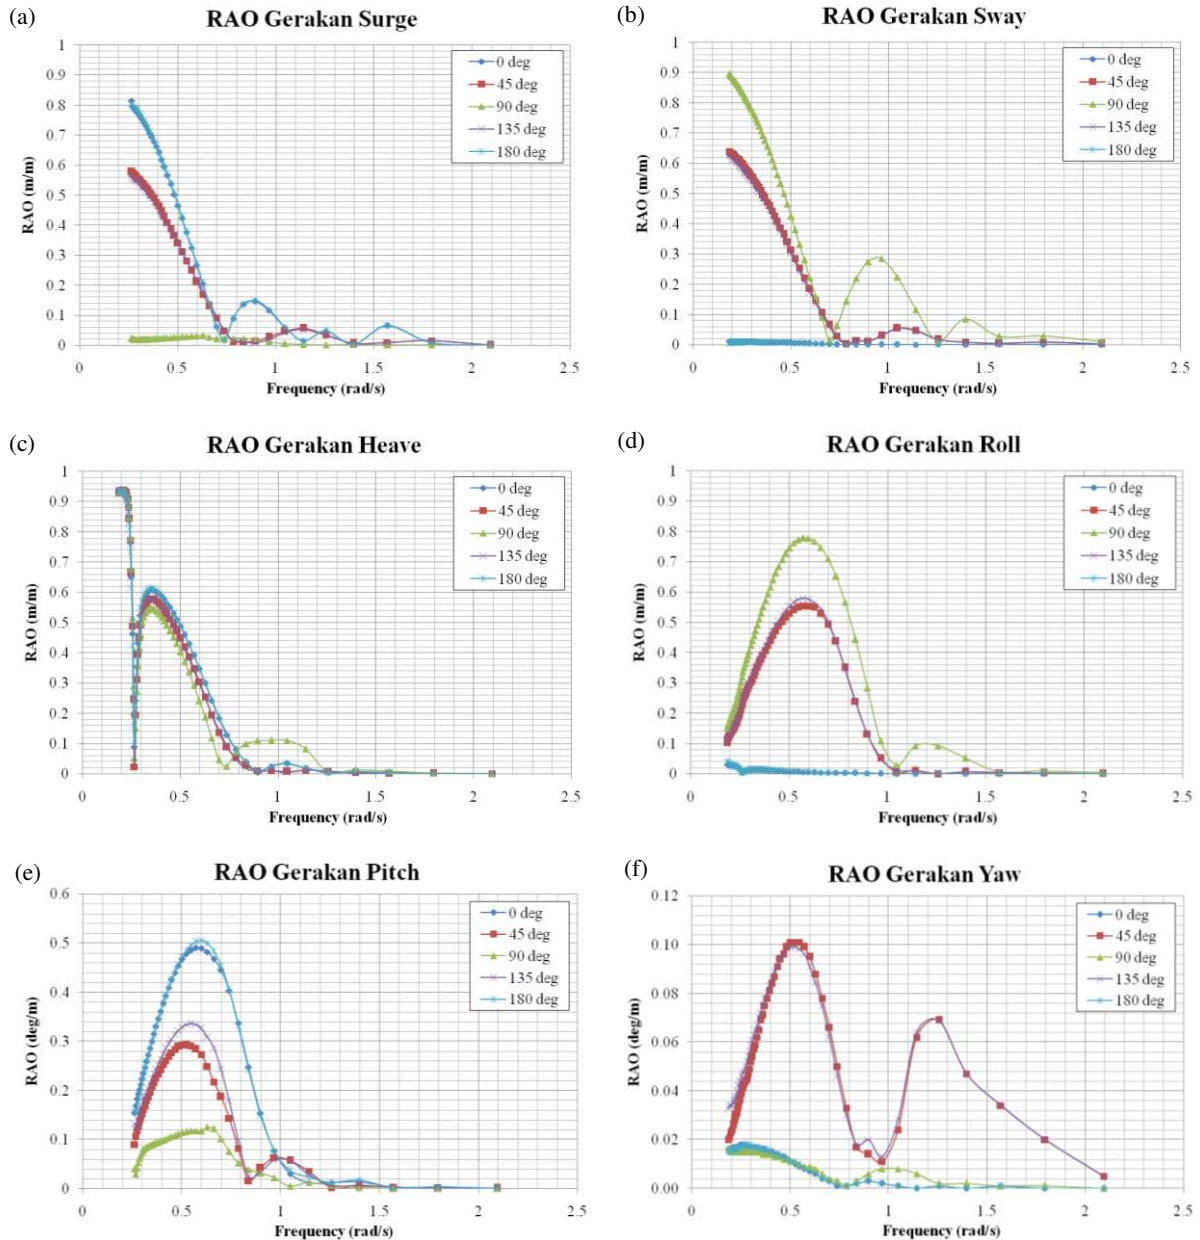 (a)
RAO Gerakan Surge
RAO (m/m)
1
0.9
0.8
0.7
0.6
0.5
0.4
0.3
0.2
0.1
0
0 0.5 1 1.5 2 2.5
Frequency (rad/s)
0 deg
45 deg
90 deg
135 deg
180 deg
(b)
RAO Gerakan Sway
RAO (m/m)
1
0.9
0.8
0.7
0.6
0.5
0.4
0.3
0.2
0.1
0
0 0.5 1 1.5 2 2.5
Frequency (rad/s)
0 deg
45 deg
90 deg
135 deg
180 deg
(c)
RAO Gerakan Heave
RAO (m/m)
1
0.9
0.8
0.7
0.6
0.5
0.4
0.3
0.2
0.1
0
0 0.5 1 1.5 2 2.5
Frequency (rad/s)
0 deg
45 deg
90 deg
135 deg
180 deg
(d)
RAO Gerakan Roll
RAO (m/m)
1
0.9
0.8
0.7
0.6
0.5
0.4
0.3
0.2
0.1
0
0 0.5 1 1.5 2 2.5
Frequency (rad/s)
0 deg
45 deg
90 deg
135 deg
180 deg
(e)
RAO Gerakan Pitch
RAO (deg/m)
0.6
0.5
0.4
0.3
0.2
0.1
0
0 0.5 1 1.5 2 2.5
Frequency (rad/s)
0 deg
45 deg
90 deg
135 deg
180 deg
(f)
RAO Gerakan Yaw
RAO (deg/m)
0.12
0.10
0.08
0.06
0.04
0.02
0.00
0 0.5 1 1.5 2 2.5
Frequency (rad/s)
0 deg
45 deg
90 deg
135 deg
180 deg